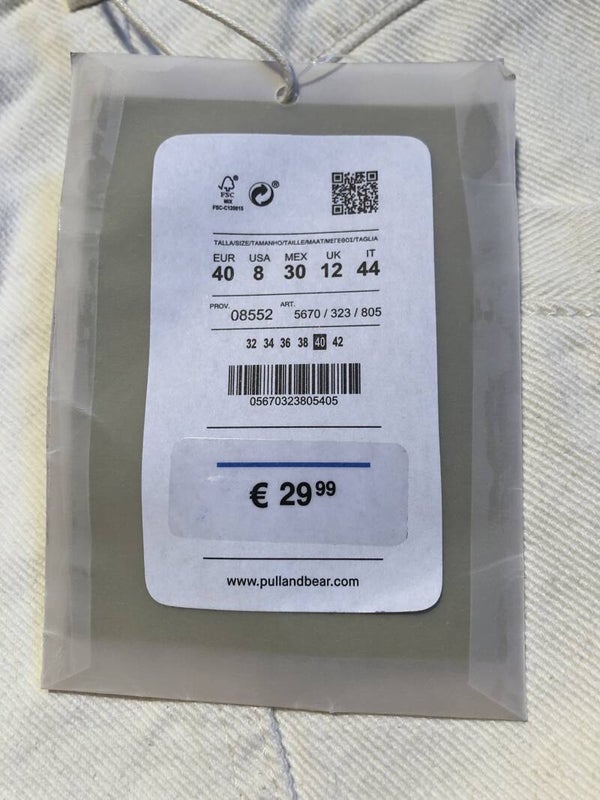 FSC
MIX
FSC-C120815
TALLA/SIZE/TAMANHO/TAILLE/MAAT/ΜΕΓΕΘΟΣ/TAGLIA
EUR USA MEX UK IT
40 8 30 12 44
PROV. 08552 ART. 5670 / 323 / 805
32 34 36 38 40 42
05670323805405
€ 29 99
www.pullandbear.com